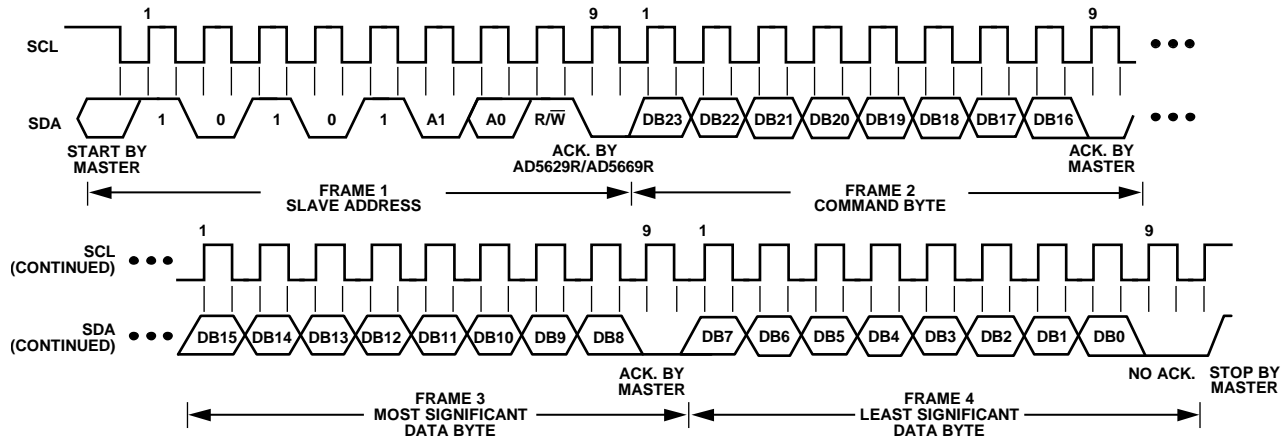 1 9 1 9
SCL
SDA
1 0 1 0 1 A1 A0 R/W̅ DB23 DB22 DB21 DB20 DB19 DB18 DB17 DB16
START BY
MASTER
ACK. BY
AD5629R/AD5669R
ACK. BY
MASTER
FRAME 1
SLAVE ADDRESS
FRAME 2
COMMAND BYTE
1 9 1 9
SCL
(CONTINUED)
SDA
(CONTINUED)
DB15 DB14 DB13 DB12 DB11 DB10 DB9 DB8 DB7 DB6 DB5 DB4 DB3 DB2 DB1 DB0
ACK. BY
MASTER
NO ACK.
STOP BY
MASTER
FRAME 3
MOST SIGNIFICANT
DATA BYTE
FRAME 4
LEAST SIGNIFICANT
DATA BYTE